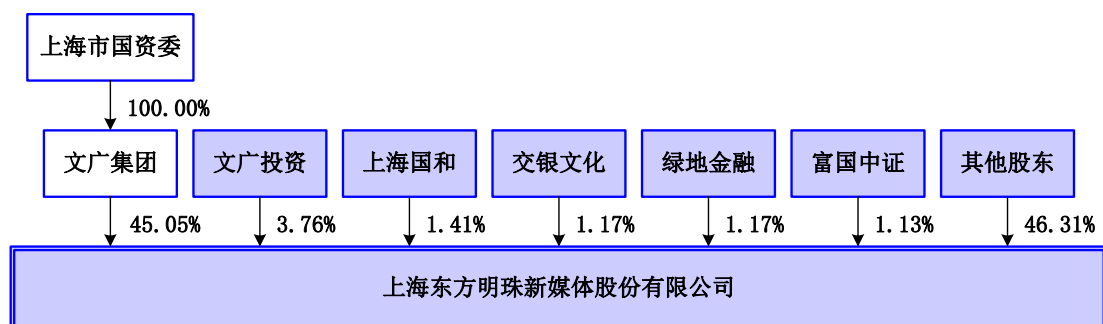 上海市国资委
100.00%
文广集团 文广投资 上海国和 交银文化 绿地金融 富国中证 其他股东
45.05% 3.76% 1.41% 1.17% 1.17% 1.13% 46.31%
上海东方明珠新媒体股份有限公司